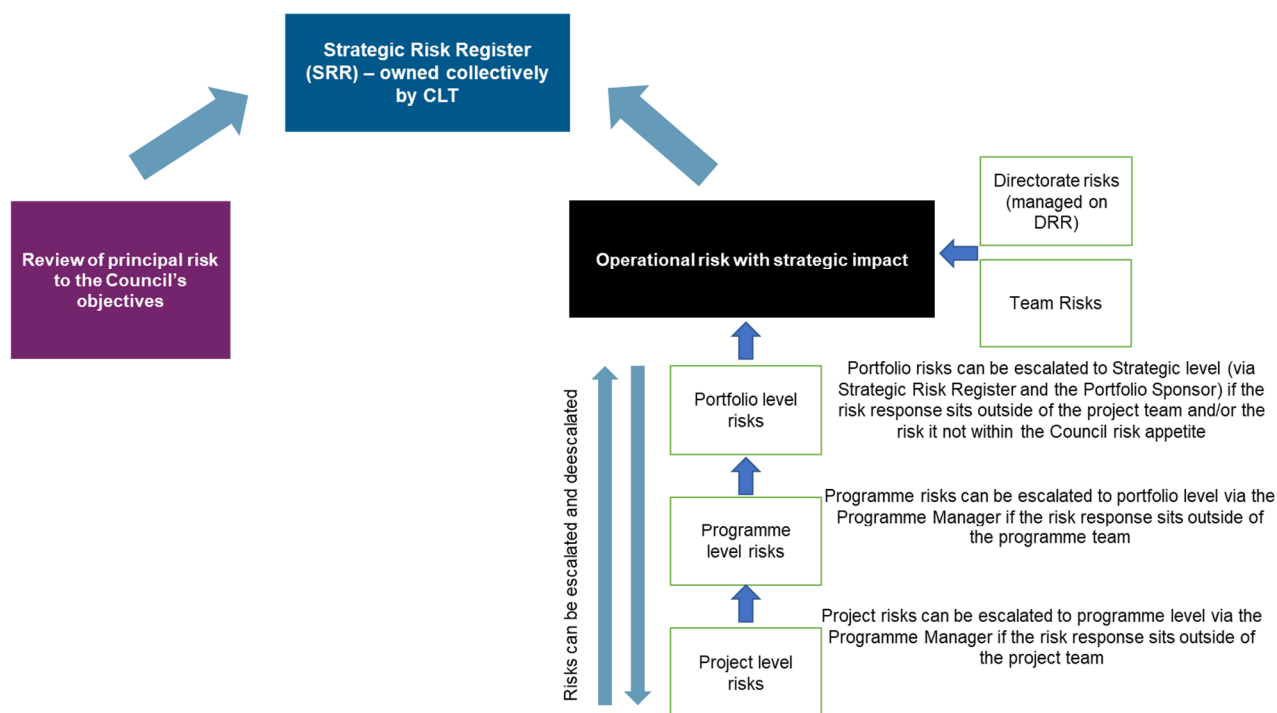 Strategic Risk Register
(SRR) – owned collectively
by CLT
Review of principal risk
to the Council's
objectives
Operational risk with strategic impact
Directorate risks
(managed on
DRR)
Team Risks
Risks can be escalated and deescalated
Portfolio level
risks
Portfolio risks can be escalated to Strategic level (via
Strategic Risk Register and the Portfolio Sponsor) if the
risk response sits outside of the project team and/or the
risk it not within the Council risk appetite
Programme
level risks
Programme risks can be escalated to portfolio level via the
Programme Manager if the risk response sits outside of
the programme team
Project level
risks
Project risks can be escalated to programme level via the
Programme Manager if the risk response sits outside of
the project team